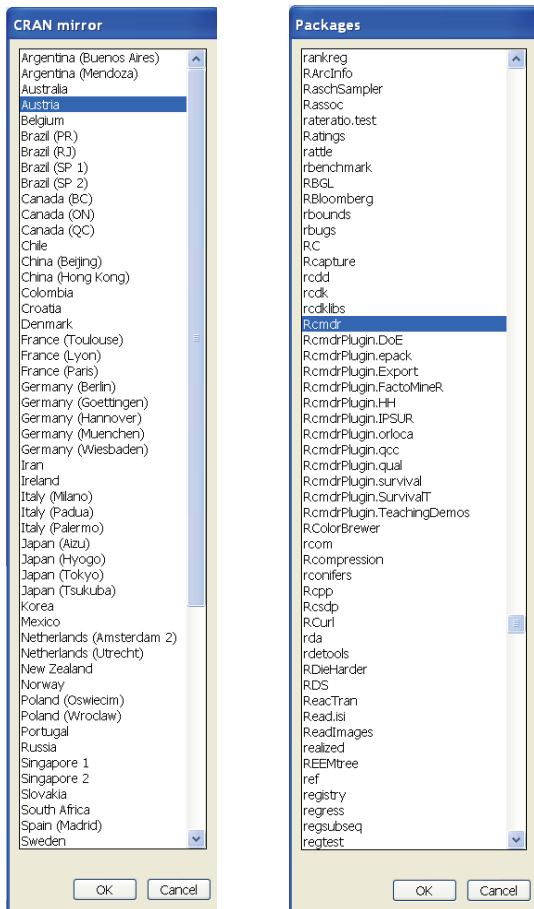 CRAN mirror
Argentina (Buenos Aires)
Argentina (Mendoza)
Australia
Austria
Belgium
Brazil (PR)
Brazil (RJ)
Brazil (SP 1)
Brazil (SP 2)
Canada (BC)
Canada (ON)
Canada (QC)
Chile
China (Beijing)
China (Hong Kong)
Colombia
Croatia
Denmark
France (Toulouse)
France (Lyon)
France (Paris)
Germany (Berlin)
Germany (Goettingen)
Germany (Hannover)
Germany (Muenchen)
Germany (Wiesbaden)
Iran
Ireland
Italy (Milano)
Italy (Padua)
Italy (Palermo)
Japan (Aizu)
Japan (Hyogo)
Japan (Tokyo)
Japan (Tsukuba)
Korea
Mexico
Netherlands (Amsterdam 2)
Netherlands (Utrecht)
New Zealand
Norway
Poland (Oswiecim)
Poland (Wroclaw)
Portugal
Russia
Singapore 1
Singapore 2
Slovakia
South Africa
Spain (Madrid)
Sweden
OK
Cancel
Packages
rankreg
RArcInfo
RaschSampler
Rassoc
rateratio.test
Ratings
rattle
rbenchmark
RBGL
RBloomberg
rbounds
rbugs
RC
Rcapture
rcdd
rcdk
rcdklibs
Rcmdr
RcmdrPlugin.DoE
RcmdrPlugin.epack
RcmdrPlugin.Export
RcmdrPlugin.FactoMineR
RcmdrPlugin.HH
RcmdrPlugin.IPSUR
RcmdrPlugin.orloca
RcmdrPlugin.qcc
RcmdrPlugin.qual
RcmdrPlugin.survival
RcmdrPlugin.SurvivalT
RcmdrPlugin.TeachingDemos
RColorBrewer
rcom
Rcompression
rconifers
Rcpp
Rcsdp
RCurl
rda
rdetools
RDieHarder
RDS
ReacTran
Read.isi
ReadImages
realized
REEMtree
ref
registry
regress
regsubseq
regtest
OK
Cancel